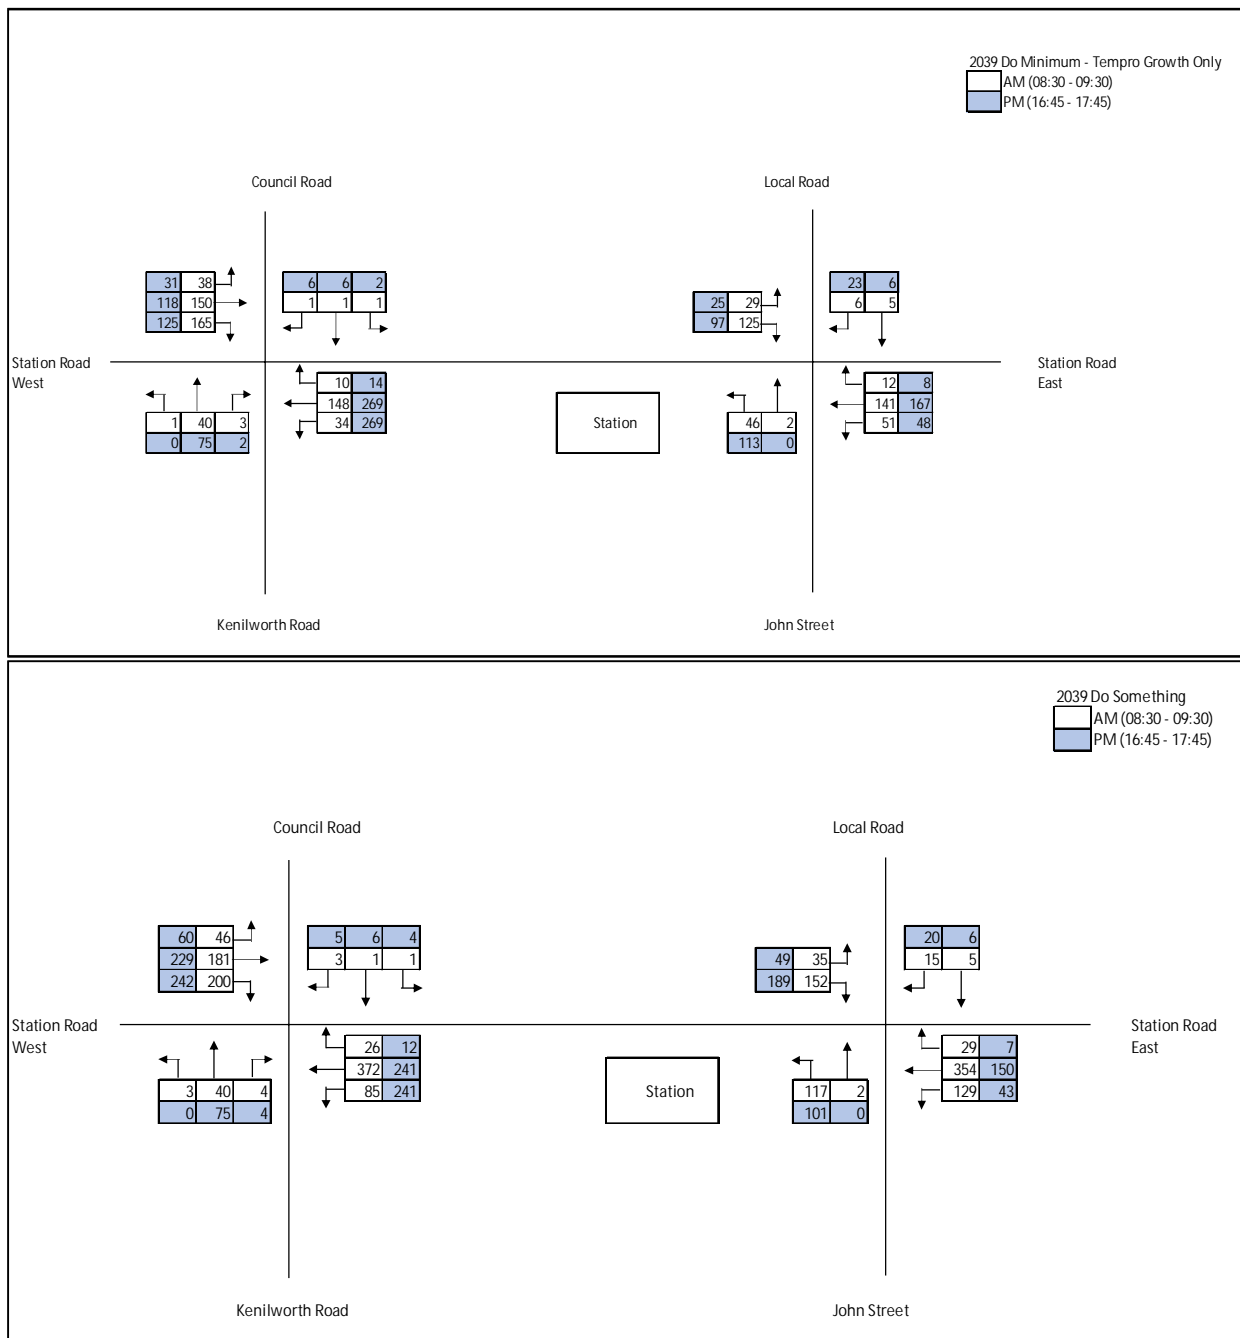 2039 Do Minimum - Tempro Growth Only
AM (08:30 - 09:30)
PM (16:45 - 17:45)
Council Road
Local Road
31 38
118 150
125 165
6 6 2
1 1 1
25 29
97 125
23 6
6 5
Station Road
West
Station Road
East
1 40 3
0 75 2
10 14
148 269
34 269
Station
46 2
113 0
12 8
141 167
51 48
Kenilworth Road
John Street
2039 Do Something
AM (08:30 - 09:30)
PM (16:45 - 17:45)
Council Road
Local Road
60 46
229 181
242 200
5 6 4
3 1 1
49 35
189 152
20 6
15 5
Station Road
West
Station Road
East
3 40 4
0 75 4
26 12
372 241
85 241
Station
117 2
101 0
29 7
354 150
129 43
Kenilworth Road
John Street